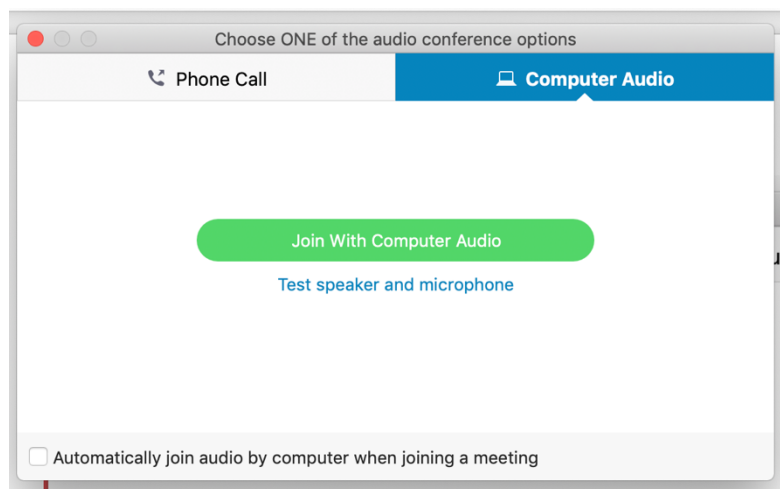 Choose ONE of the audio conference options
Phone Call
Computer Audio
Join With Computer Audio
Test speaker and microphone
Automatically join audio by computer when joining a meeting